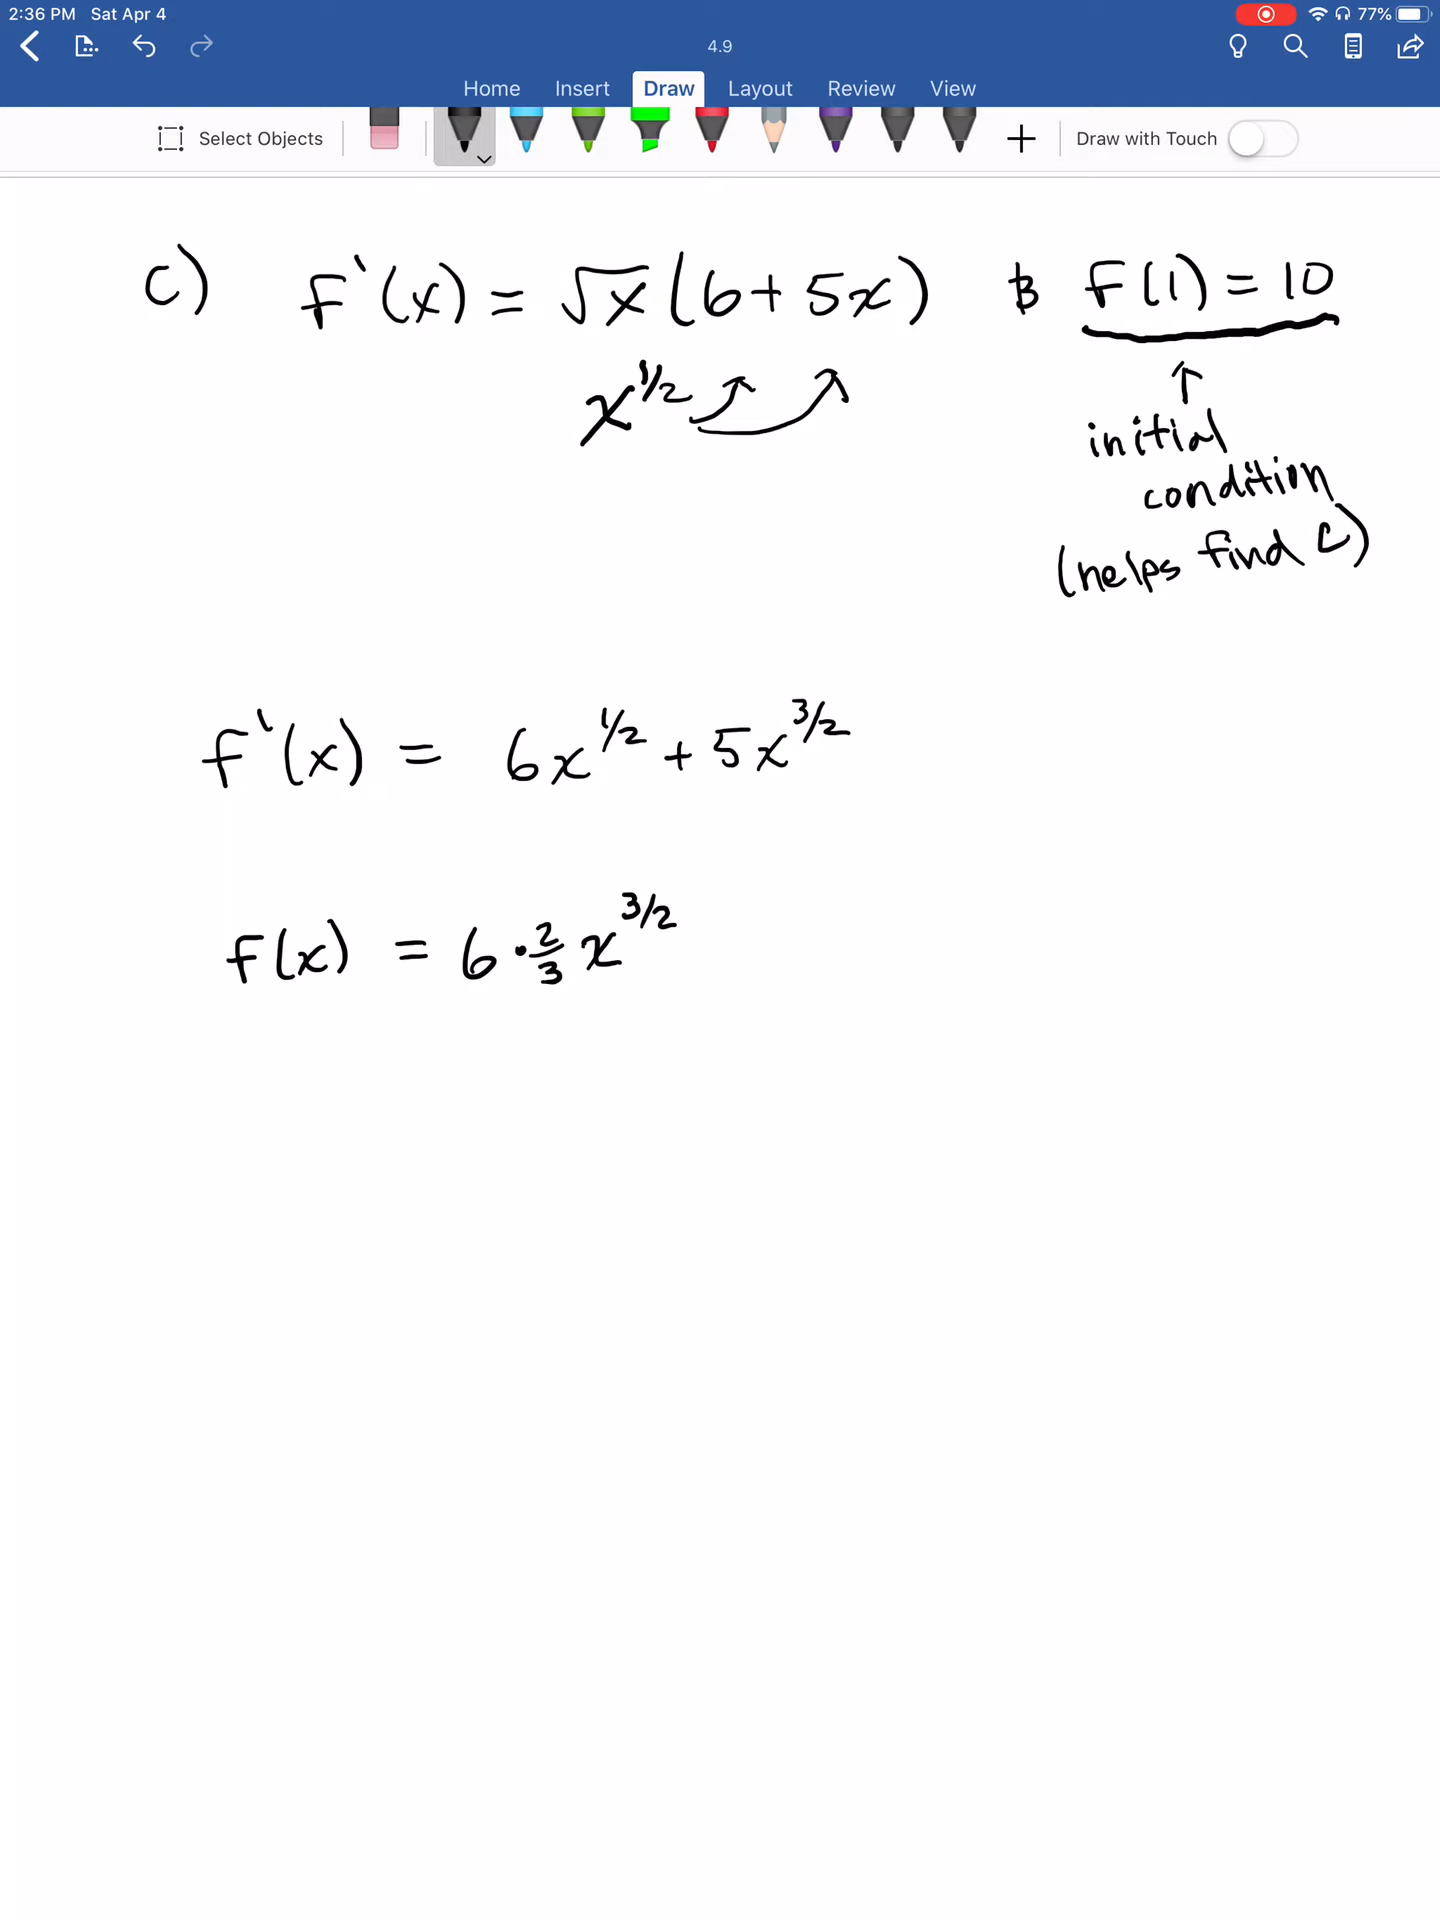 2:36 PM Sat Apr 4 77%
4.9
Home Insert Draw Layout Review View
Select Objects Draw with Touch
c) f'(x) = √x (6 + 5x) & f(1) = 10
x^1/2
initial
condition
(helps find C)
f'(x) = 6x^1/2 + 5x^3/2
f(x) = 6 · 2/3 x^3/2